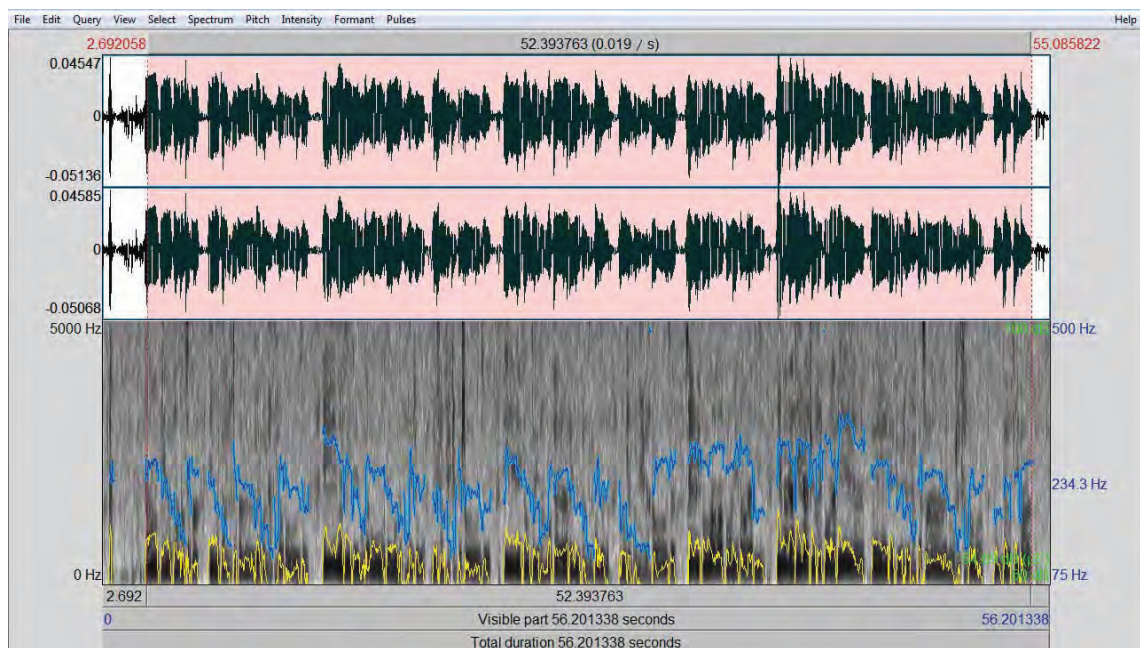 File Edit Query View Select Spectrum Pitch Intensity Formant Pulses Help
2.692058 52.393763 (0.019 / s) 55.085822
0.04547
0
-0.05136
0.04585
0
-0.05068
5000 Hz 500 Hz
234.3 Hz
0 Hz 75 Hz
2.692 52.393763
0 Visible part 56.201338 seconds 56.201338
Total duration 56.201338 seconds